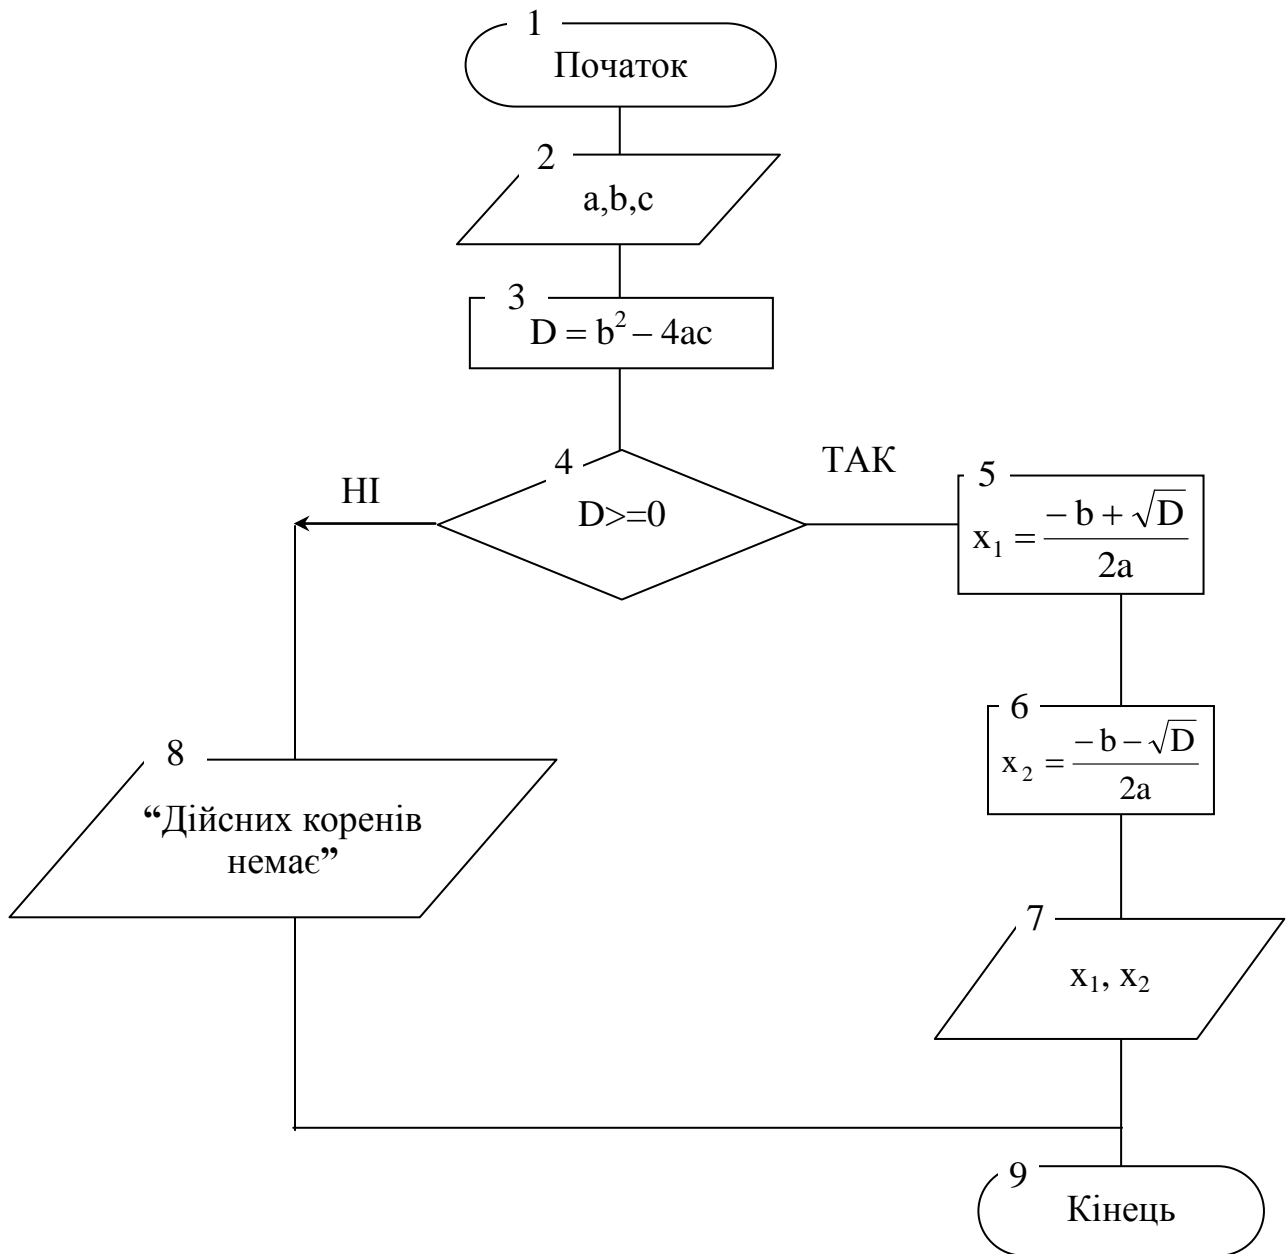 1
Початок
2
a,b,c
3
D = b² – 4ac
4
D>=0
НІ
ТАК
5
x₁ = (– b + √D) / 2a
6
x₂ = (– b – √D) / 2a
7
x₁, x₂
8
“Дійсних коренів
немає”
9
Кінець